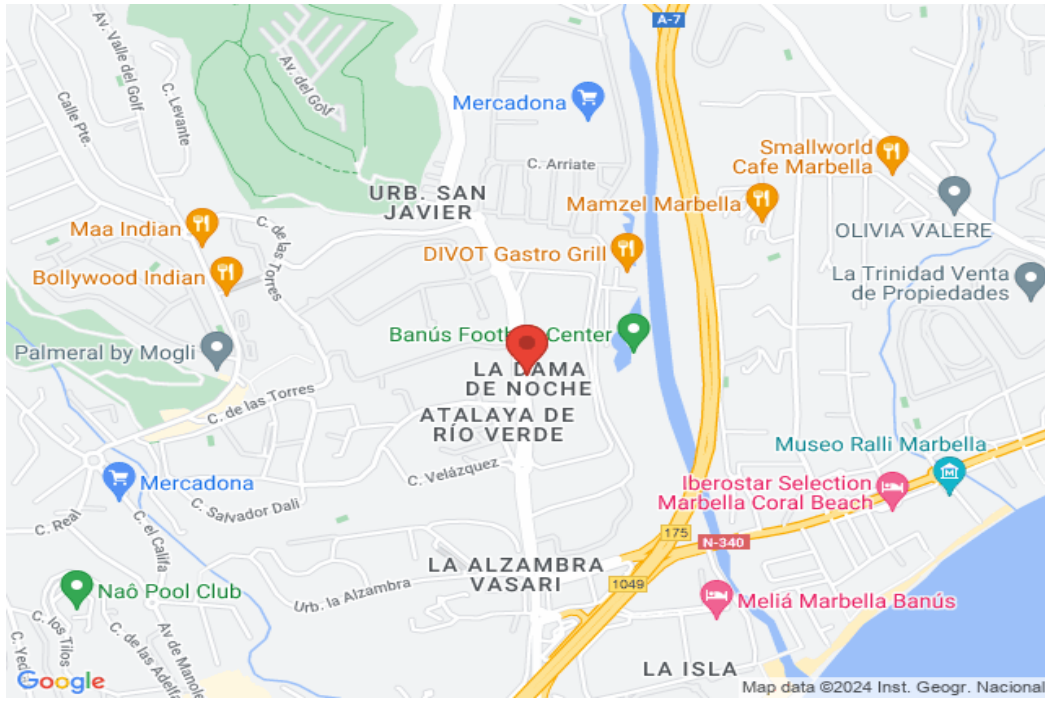 A-7
Av. Valle del Golf
Av. del Golf
C. Levante
Calle Pte.
Mercadona
C. Arriate
Smallworld
Cafe Marbella
URB. SAN
JAVIER
Mamzel Marbella
OLIVIA VALERE
Maa Indian
C. de las Torres
DIVOT Gastro Grill
Bollywood Indian
La Trinidad Venta
de Propiedades
Banús Foot
Center
Palmeral by Mogli
LA DAMA
DE NOCHE
C. de las Torres
ATALAYA DE
RÍO VERDE
Museo Ralli Marbella
C. Velázquez
Mercadona
Iberostar Selection
Marbella Coral Beach
C. Salvador Dalí
C. Real
C. el Califa
175
N-340
LA ALZAMBRA
VASARI
1049
Urb. la Alzambra
Naô Pool Club
Meliá Marbella Banús
C. los Tilos
C. de las Adelfa
Av de Manole
C. Yed
LA ISLA
Google
Map data ©2024 Inst. Geogr. Nacional